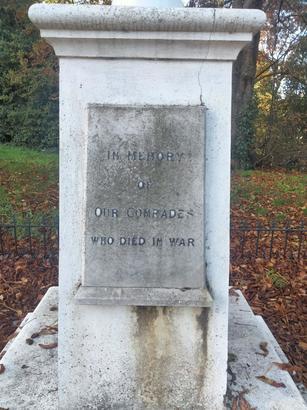 IN MEMORY
OF
OUR COMRADES
WHO DIED IN WAR